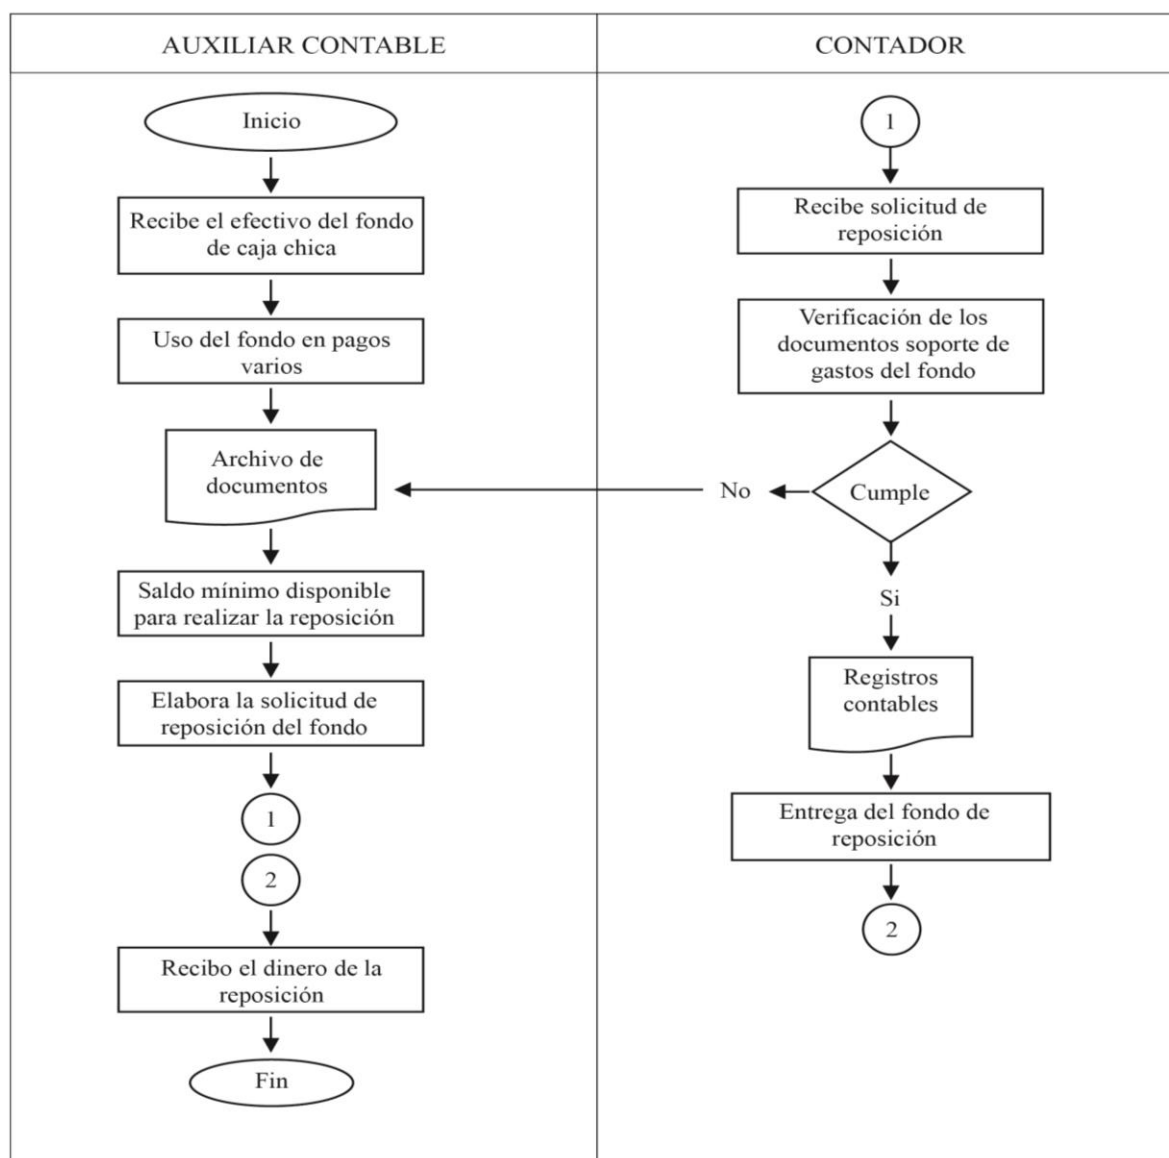 AUXILIAR CONTABLE
Inicio
Recibe el efectivo del fondo
de caja chica
Uso del fondo en pagos
varios
Archivo de
documentos
Saldo mínimo disponible
para realizar la reposición
Elabora la solicitud de
reposición del fondo
1
2
Recibo el dinero de la
reposición
Fin
CONTADOR
1
Recibe solicitud de
reposición
Verificación de los
documentos soporte de
gastos del fondo
Cumple
No
Si
Registros
contables
Entrega del fondo de
reposición
2